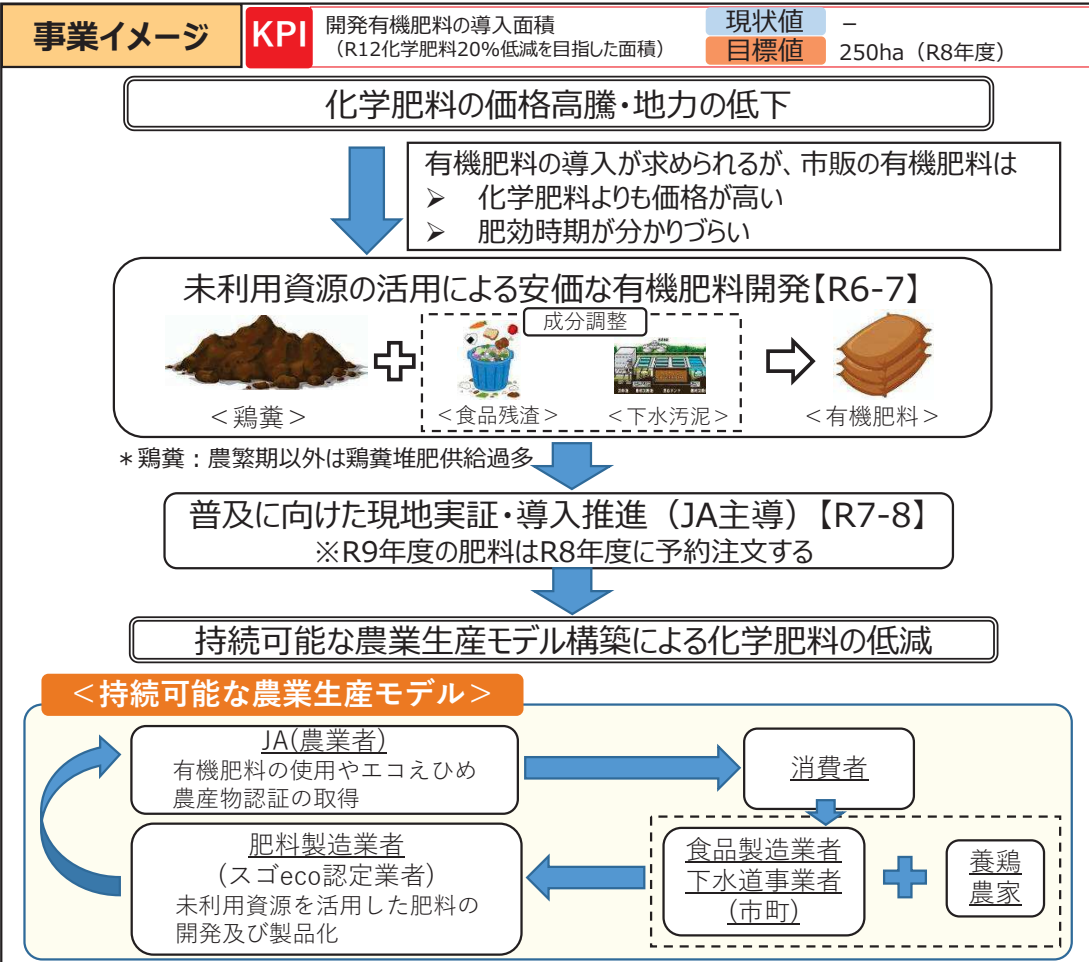 事業イメージ
KPI
開発有機肥料の導入面積
（R12化学肥料20%低減を目指した面積）
現状値 －
目標値 250ha（R8年度）
化学肥料の価格高騰・地力の低下
有機肥料の導入が求められるが、市販の有機肥料は
➢ 化学肥料よりも価格が高い
➢ 肥効時期が分かりづらい
未利用資源の活用による安価な有機肥料開発【R6-7】
成分調整
＜鶏糞＞
＜食品残渣＞
＜下水汚泥＞
＜有機肥料＞
＊鶏糞：農繁期以外は鶏糞堆肥供給過多
普及に向けた現地実証・導入推進（JA主導）【R7-8】
※R9年度の肥料はR8年度に予約注文する
持続可能な農業生産モデル構築による化学肥料の低減
＜持続可能な農業生産モデル＞
JA(農業者)
有機肥料の使用やエコえひめ
農産物認証の取得
消費者
肥料製造業者
(スゴeco認定業者)
未利用資源を活用した肥料の
開発及び製品化
食品製造業者
下水道事業者
(市町)
養鶏
農家